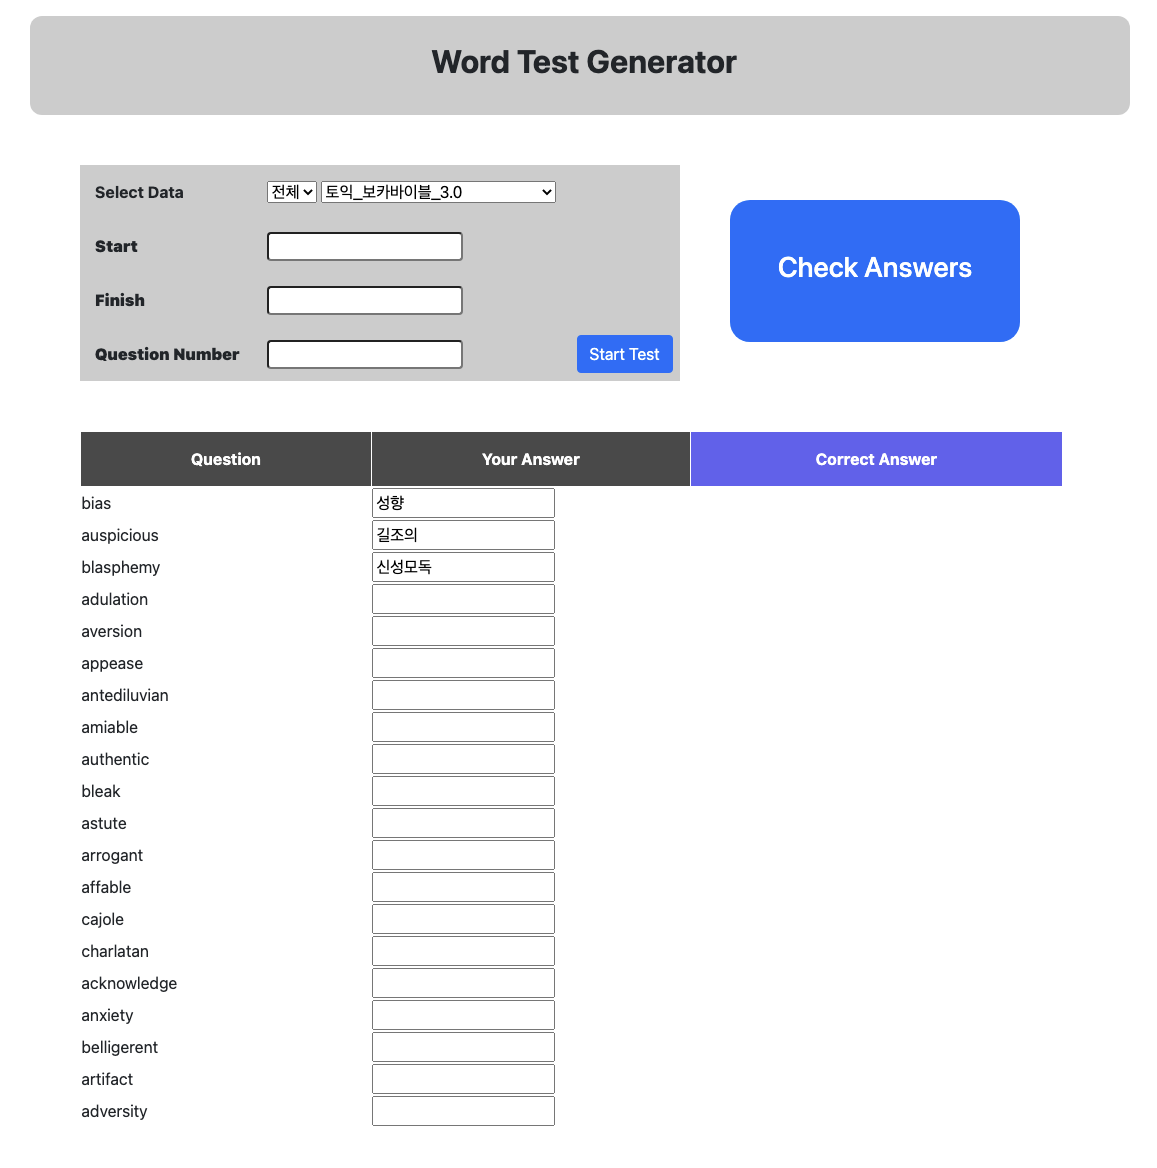 Word Test Generator
Select Data 전체 토익_보카바이블_3.0
Start
Finish
Question Number Start Test
Check Answers
Question Your Answer Correct Answer
bias 성향
auspicious 길조의
blasphemy 신성모독
adulation
aversion
appease
antediluvian
amiable
authentic
bleak
astute
arrogant
affable
cajole
charlatan
acknowledge
anxiety
belligerent
artifact
adversity